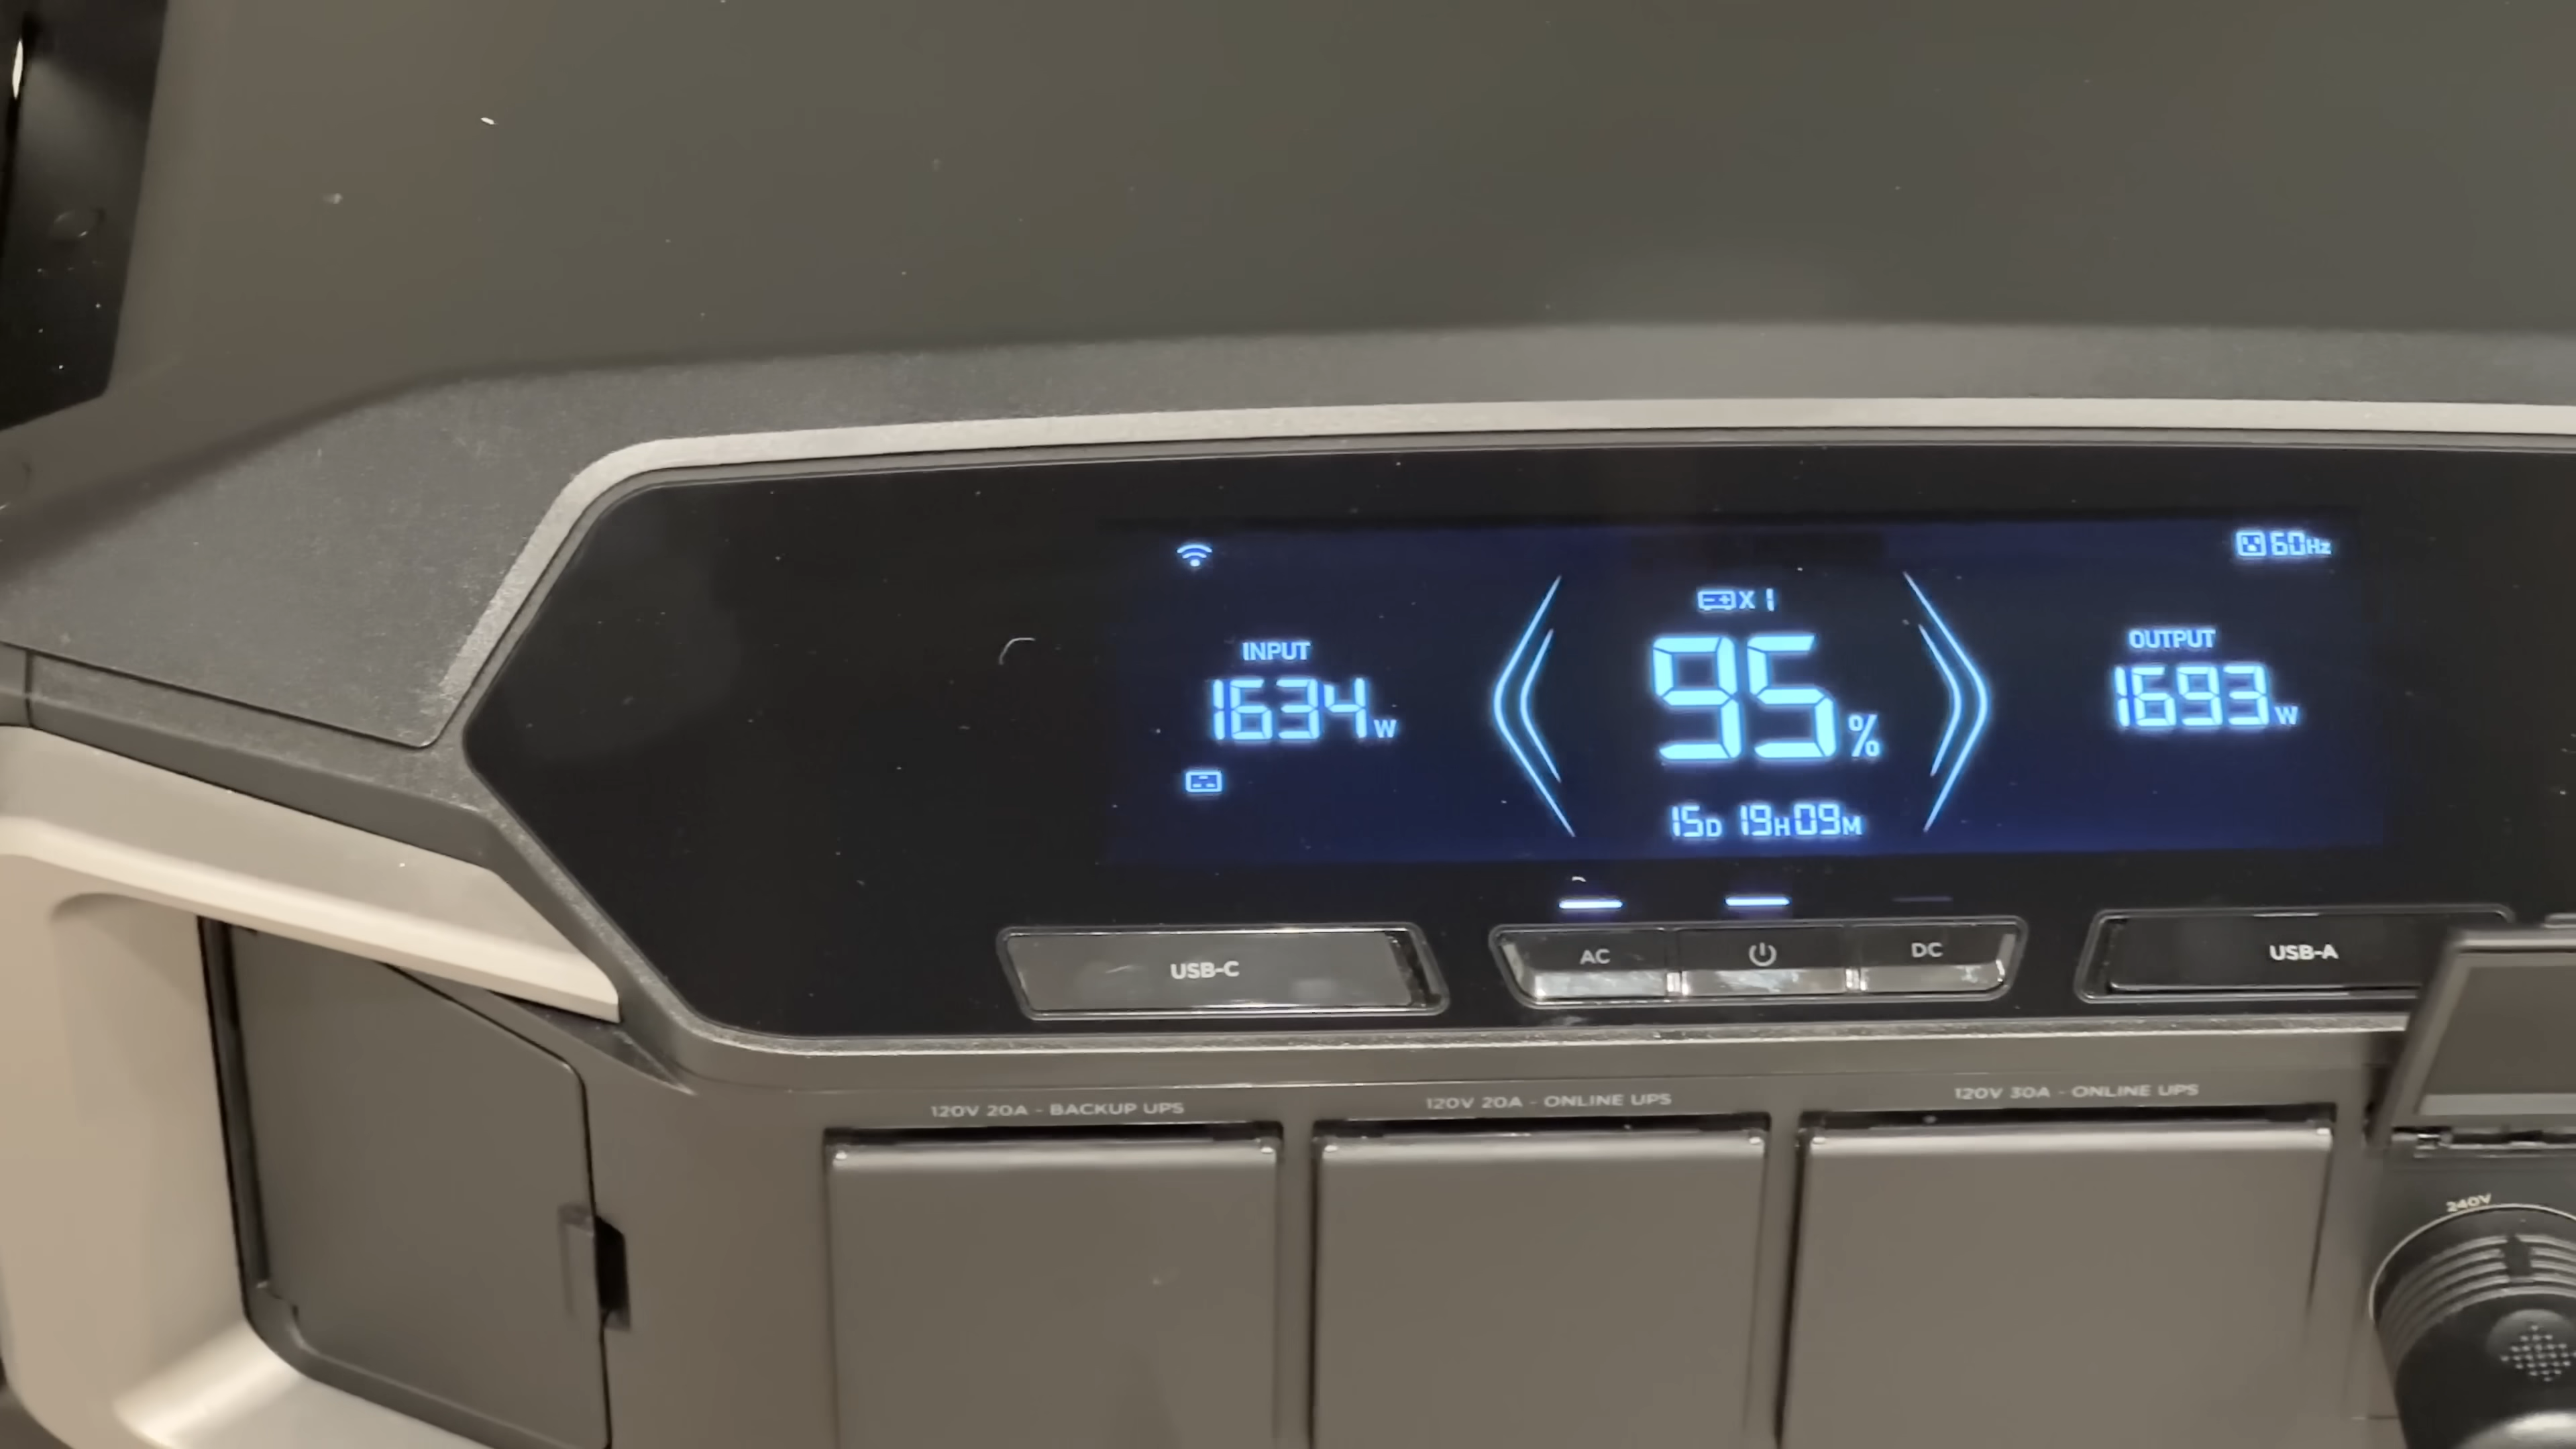 60Hz
X 1
INPUT
1634W
95%
OUTPUT
1693W
15D 19H09M
USB-C
AC
DC
USB-A
120V 20A - BACKUP UPS
120V 20A - ONLINE UPS
120V 30A - ONLINE UPS
240V